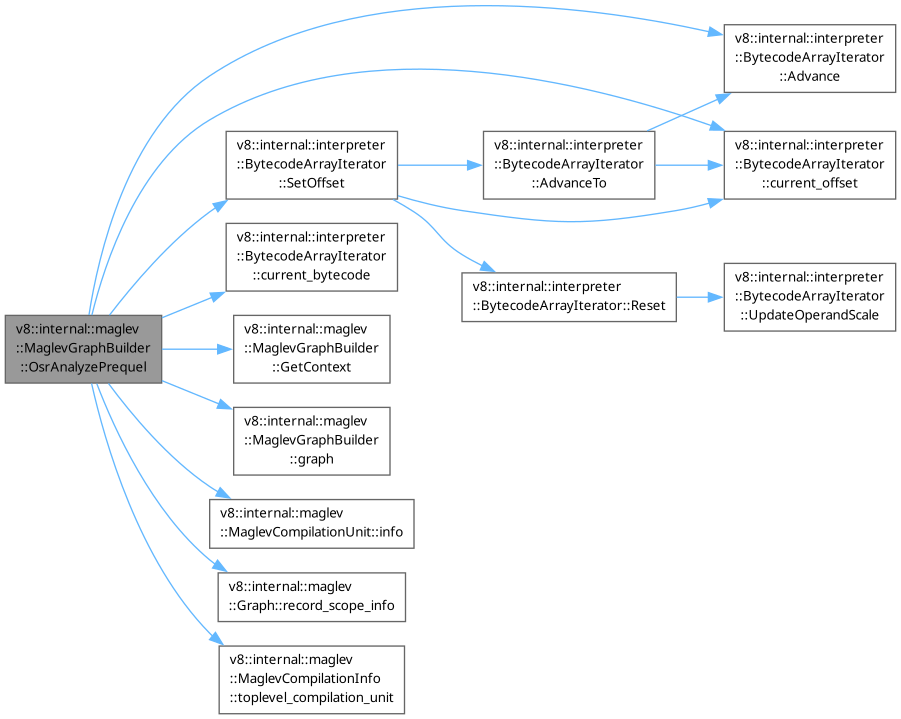 v8::internal::maglev
::MaglevGraphBuilder
::OsrAnalyzePrequel
v8::internal::interpreter
::BytecodeArrayIterator
::SetOffset
v8::internal::interpreter
::BytecodeArrayIterator
::current_bytecode
v8::internal::maglev
::MaglevGraphBuilder
::GetContext
v8::internal::maglev
::MaglevGraphBuilder
::graph
v8::internal::maglev
::MaglevCompilationUnit::info
v8::internal::maglev
::Graph::record_scope_info
v8::internal::maglev
::MaglevCompilationInfo
::toplevel_compilation_unit
v8::internal::interpreter
::BytecodeArrayIterator
::AdvanceTo
v8::internal::interpreter
::BytecodeArrayIterator::Reset
v8::internal::interpreter
::BytecodeArrayIterator
::Advance
v8::internal::interpreter
::BytecodeArrayIterator
::current_offset
v8::internal::interpreter
::BytecodeArrayIterator
::UpdateOperandScale